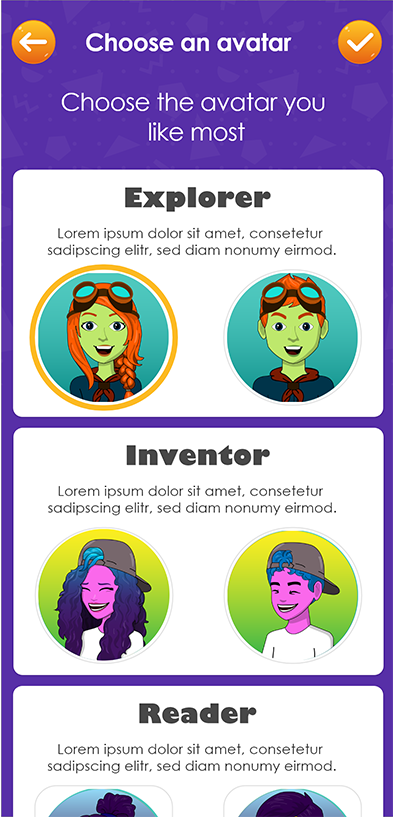 Choose an avatar
Choose the avatar you
like most
Explorer
Lorem ipsum dolor sit amet, consetetur
sadipscing elitr, sed diam nonumy eirmod.
Inventor
Lorem ipsum dolor sit amet, consetetur
sadipscing elitr, sed diam nonumy eirmod.
Reader
Lorem ipsum dolor sit amet, consetetur
sadipscing elitr, sed diam nonumy eirmod.